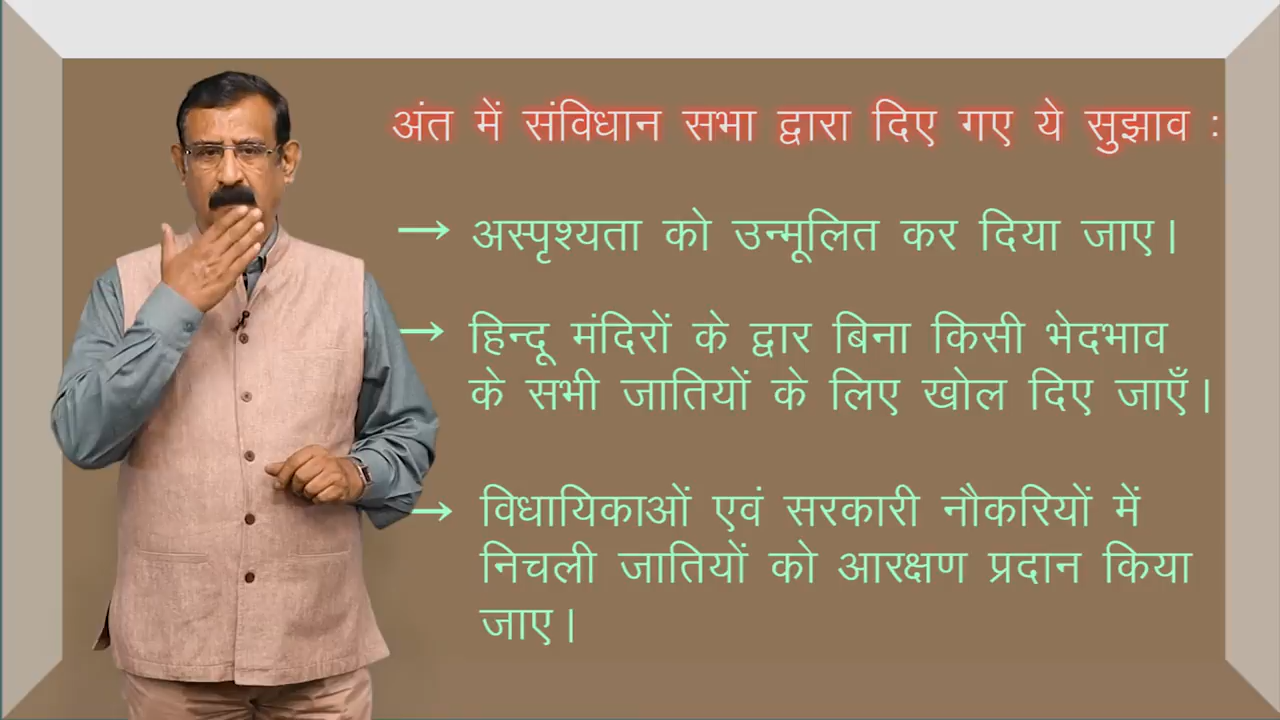 अंत में संविधान सभा द्वारा दिए गए ये सुझाव :
→ अस्पृश्यता को उन्मूलित कर दिया जाए।
→ हिन्दू मंदिरों के द्वार बिना किसी भेदभाव
के सभी जातियों के लिए खोल दिए जाएँ।
→ विधायिकाओं एवं सरकारी नौकरियों में
निचली जातियों को आरक्षण प्रदान किया
जाए।